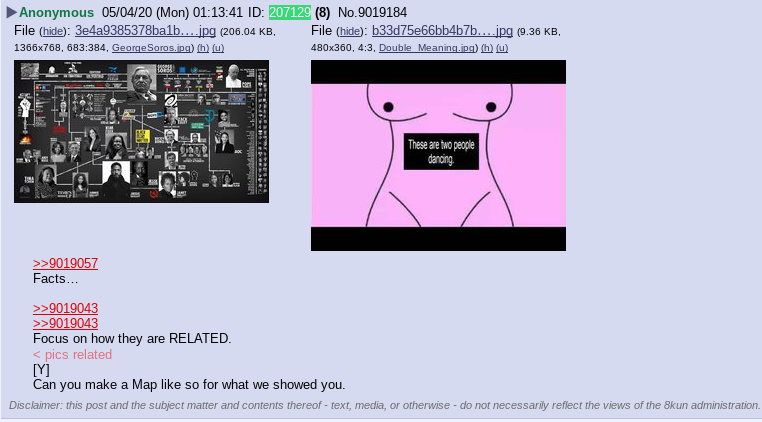 Anonymous 05/04/20 (Mon) 01:13:41 ID: 207129 (8) No.9019184
File (hide): 3e4a9385378ba1b….jpg (206.04 KB, 1366x768, 683:384, GeorgeSoros.jpg) (h) (u)
File (hide): b33d75e66bb4b7b….jpg (9.36 KB, 480x360, 4:3, Double_Meaning.jpg) (h) (u)
GEORGE
SOROS
These are two people
dancing.
>>9019057
Facts…
>>9019043
>>9019043
Focus on how they are RELATED.
< pics related
[Y]
Can you make a Map like so for what we showed you.
Disclaimer: this post and the subject matter and contents thereof - text, media, or otherwise - do not necessarily reflect the views of the 8kun administration.